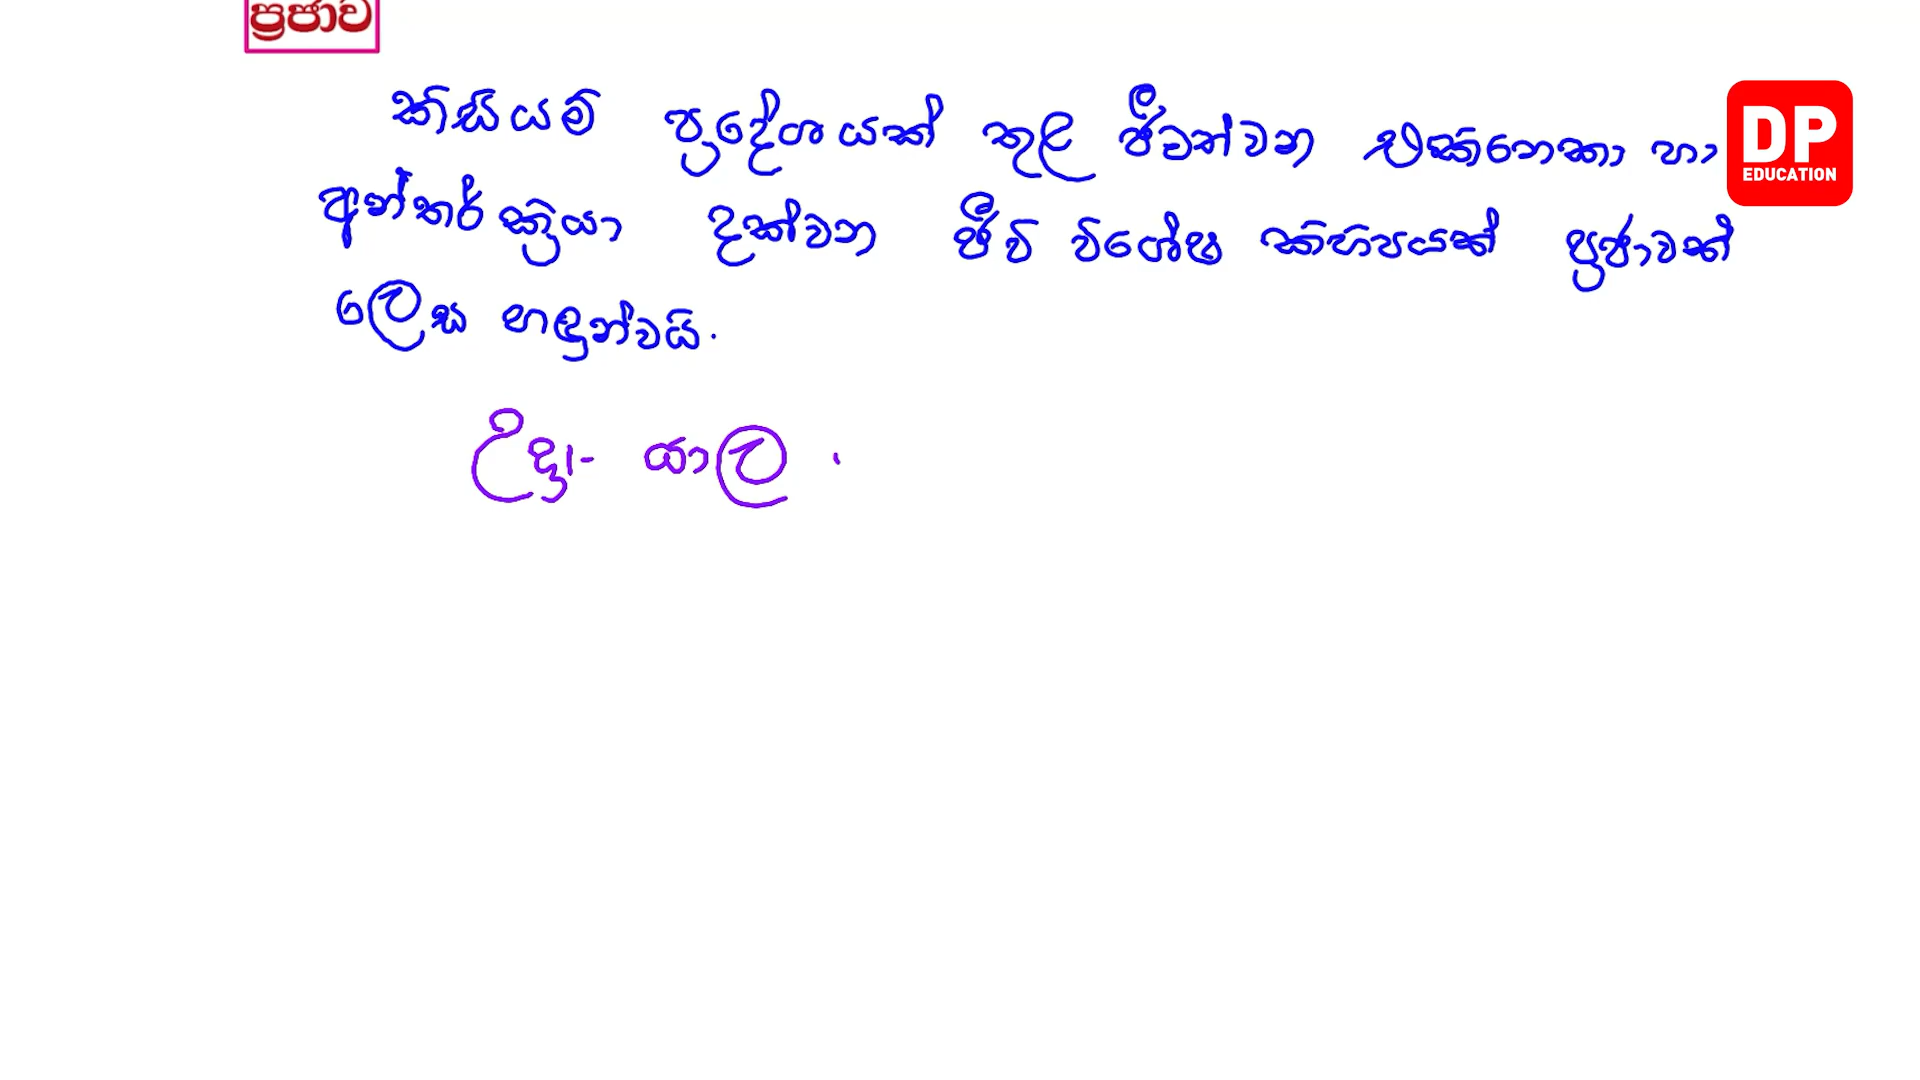 ප්‍රජාව
කිසියම් ප්‍රදේශයක් තුළ ජීවත්වන එකිනෙකා හා
අන්තර් ක්‍රියා දක්වන ජීවී විශේෂ කිහිපයක් ප්‍රජාවක්
ලෙස හඳුන්වයි.
උදා:- යාල
DP
EDUCATION